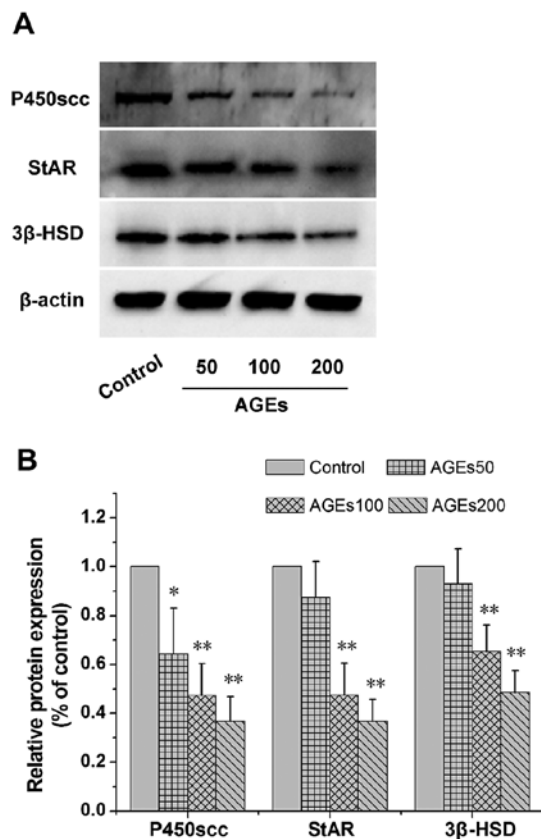 A
P450scc
StAR
3β-HSD
β-actin
Control 50 100 200
AGEs
B
Control AGEs50
AGEs100 AGEs200
Relative protein expression
(% of control)
1.2
1.0
0.8
0.6
0.4
0.2
0.0
* ** **
** **
** **
P450scc StAR 3β-HSD